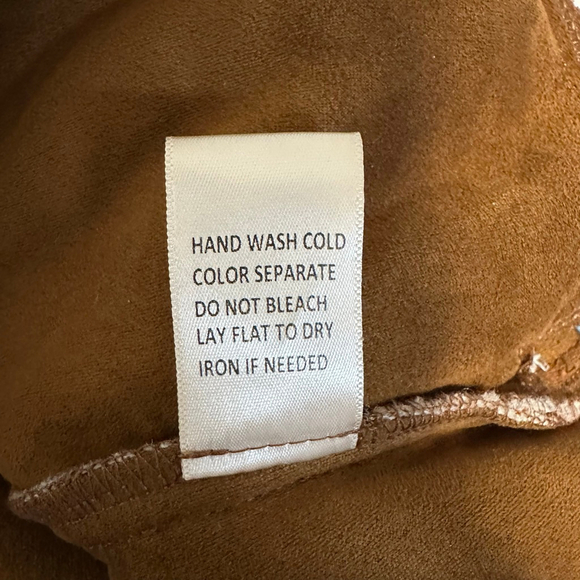 HAND WASH COLD
COLOR SEPARATE
DO NOT BLEACH
LAY FLAT TO DRY
IRON IF NEEDED